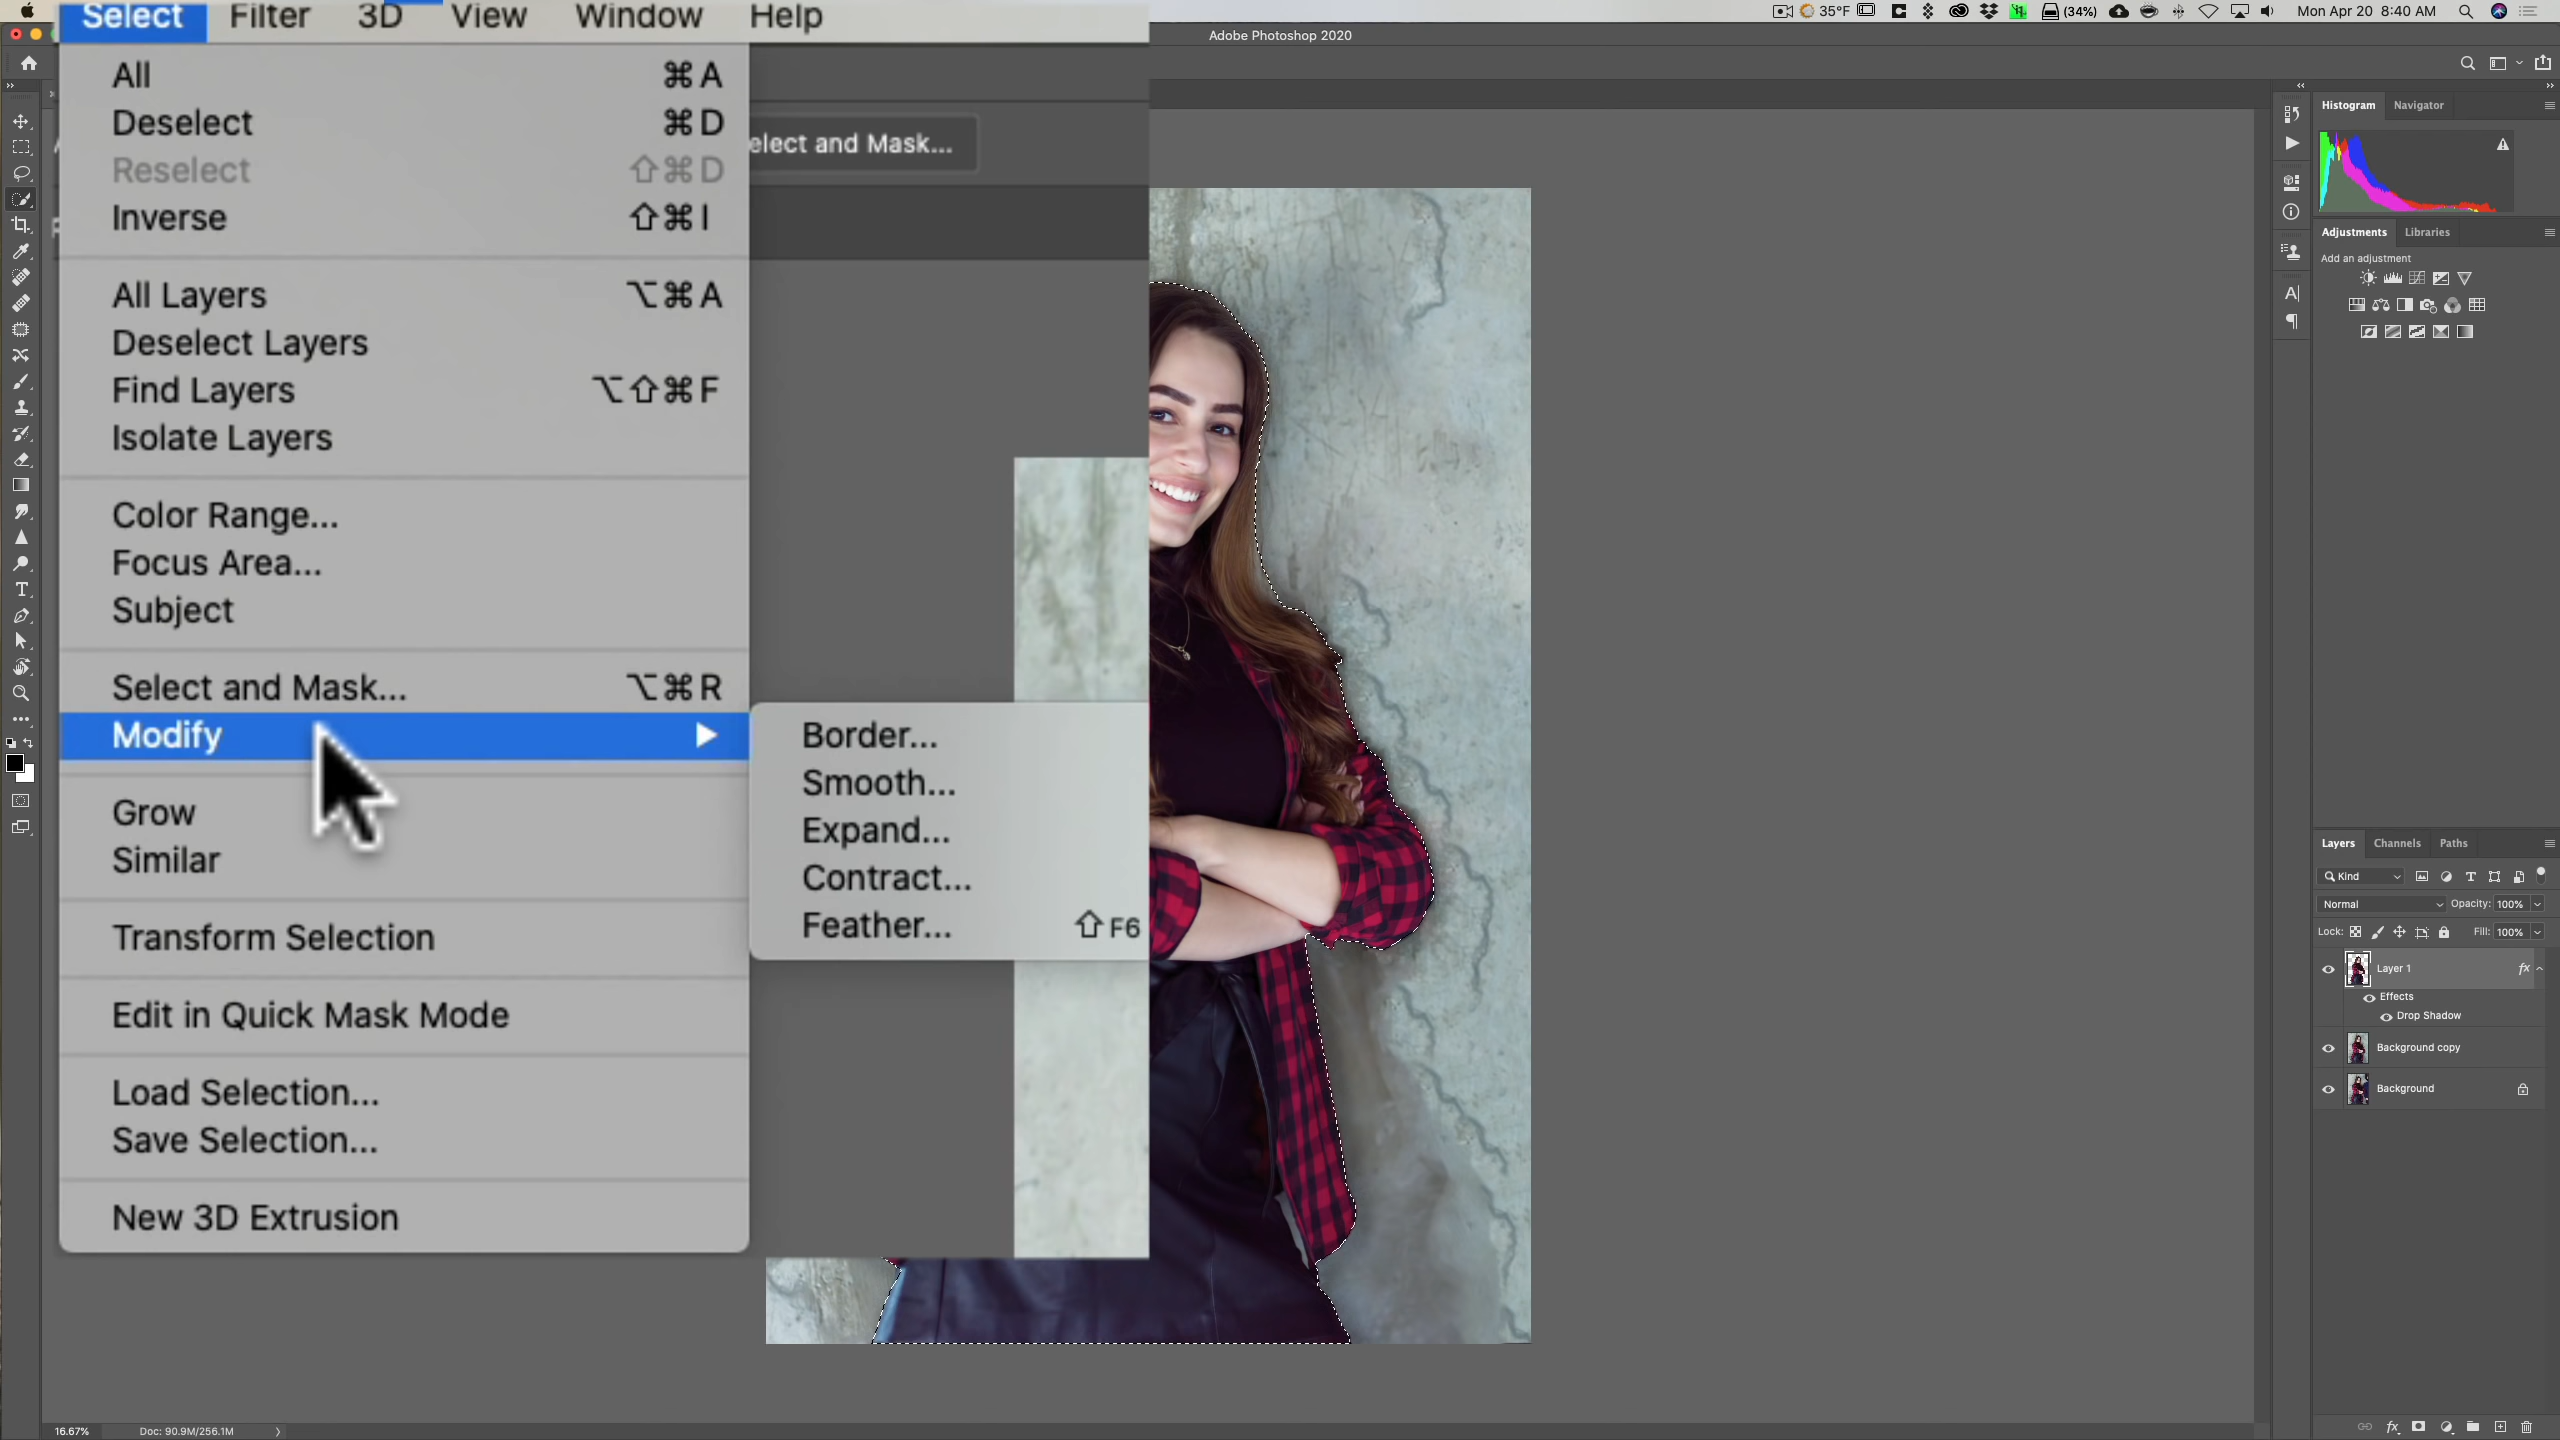 Select Filter 3D View Window Help
35°F (34%) Mon Apr 20 8:40 AM
Adobe Photoshop 2020
All ⌘A
Deselect ⌘D
Reselect ⇧⌘D
Inverse ⇧⌘I
All Layers ⌥⌘A
Deselect Layers
Find Layers ⌥⇧⌘F
Isolate Layers
Color Range...
Focus Area...
Subject
Select and Mask... ⌥⌘R
Modify ▶
Grow
Similar
Transform Selection
Edit in Quick Mask Mode
Load Selection...
Save Selection...
New 3D Extrusion
elect and Mask...
Border...
Smooth...
Expand...
Contract...
Feather... ⇧F6
Histogram Navigator
Adjustments Libraries
Add an adjustment
Layers Channels Paths
Kind
Normal Opacity: 100%
Lock: Fill: 100%
Layer 1 fx
Effects
Drop Shadow
Background copy
Background
16.67% Doc: 90.9M/256.1M